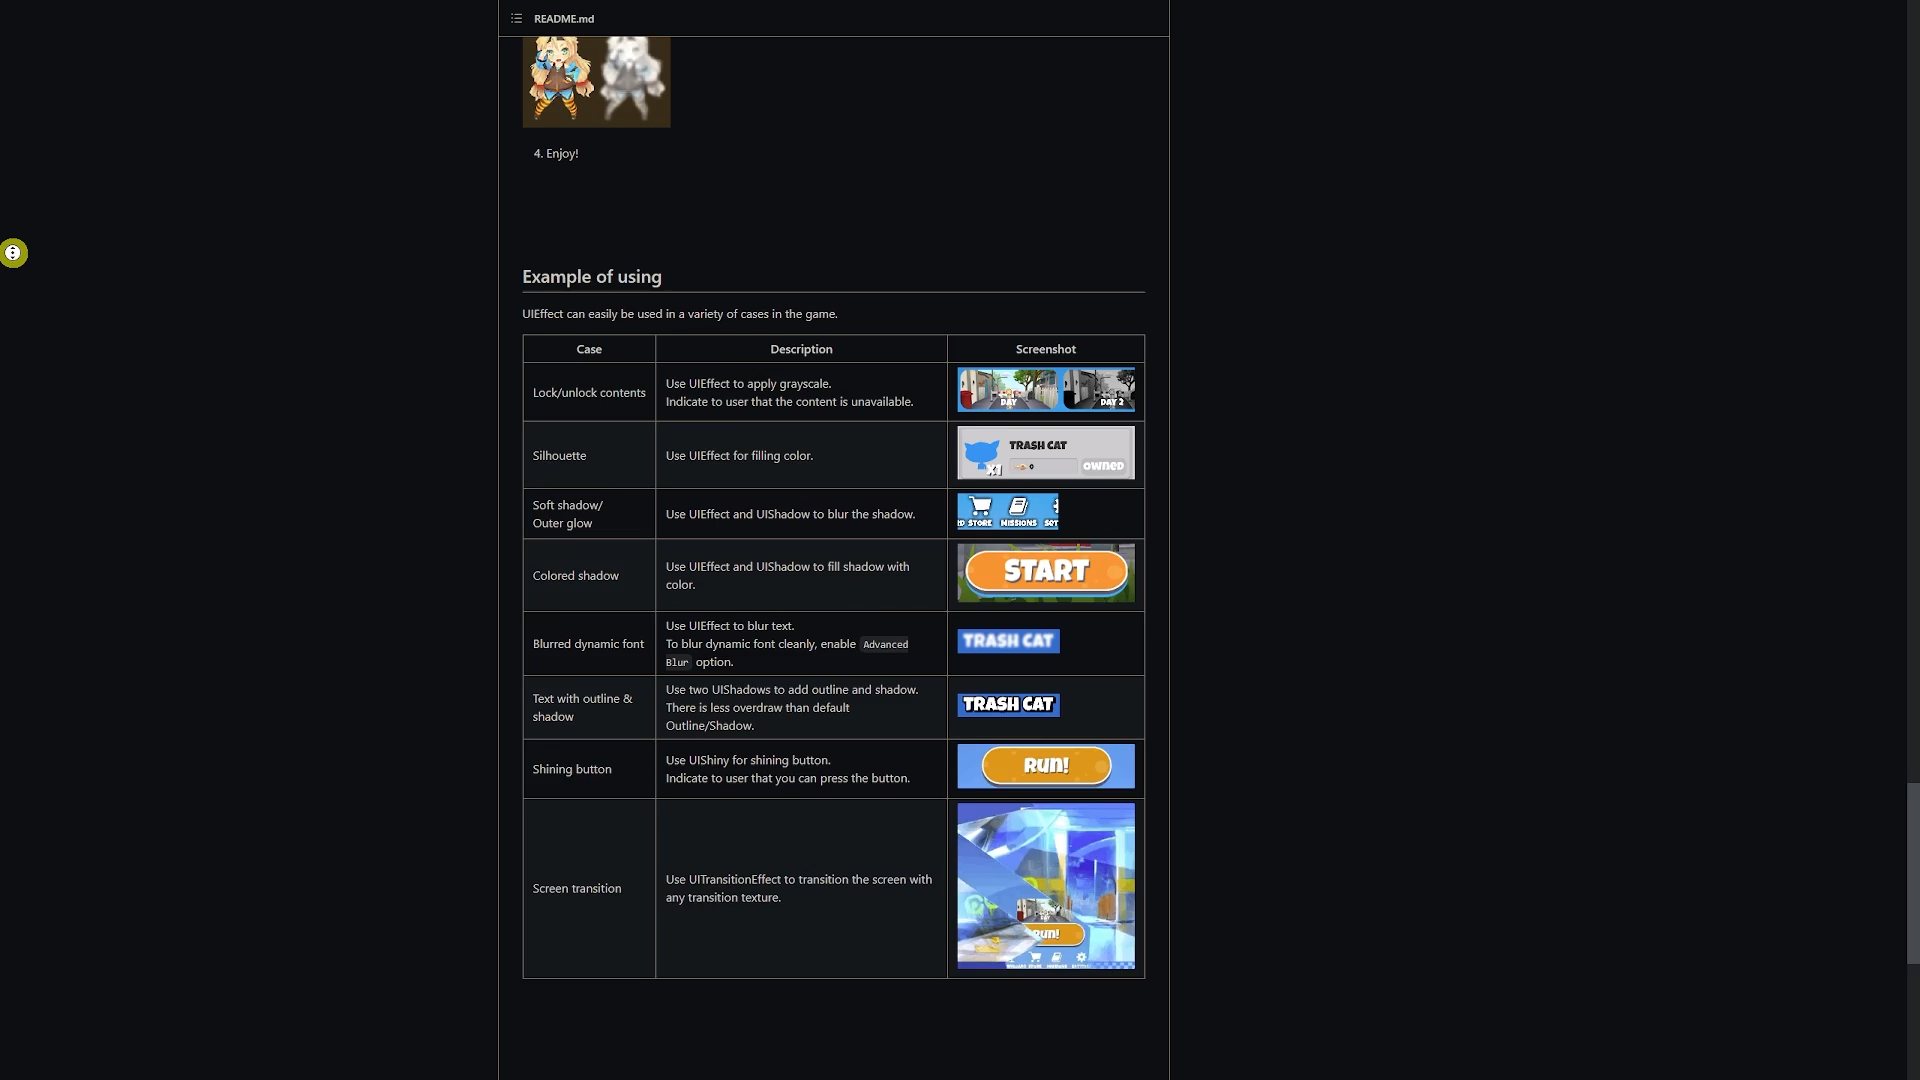 README.md
4. Enjoy!
Example of using
UIEffect can easily be used in a variety of cases in the game.
Case
Description
Screenshot
Lock/unlock contents
Use UIEffect to apply grayscale.
Indicate to user that the content is unavailable.
DAY
DAY 2
Silhouette
Use UIEffect for filling color.
TRASH CAT
x1
0
OWNED
Soft shadow/
Outer glow
Use UIEffect and UIShadow to blur the shadow.
STORE
MISSIONS
Colored shadow
Use UIEffect and UIShadow to fill shadow with
color.
START
Blurred dynamic font
Use UIEffect to blur text.
To blur dynamic font cleanly, enable Advanced
Blur option.
TRASH CAT
Text with outline &
shadow
Use two UIShadows to add outline and shadow.
There is less overdraw than default
Outline/Shadow.
TRASH CAT
Shining button
Use UIShiny for shining button.
Indicate to user that you can press the button.
RUN!
Screen transition
Use UITransitionEffect to transition the screen with
any transition texture.
RUN!